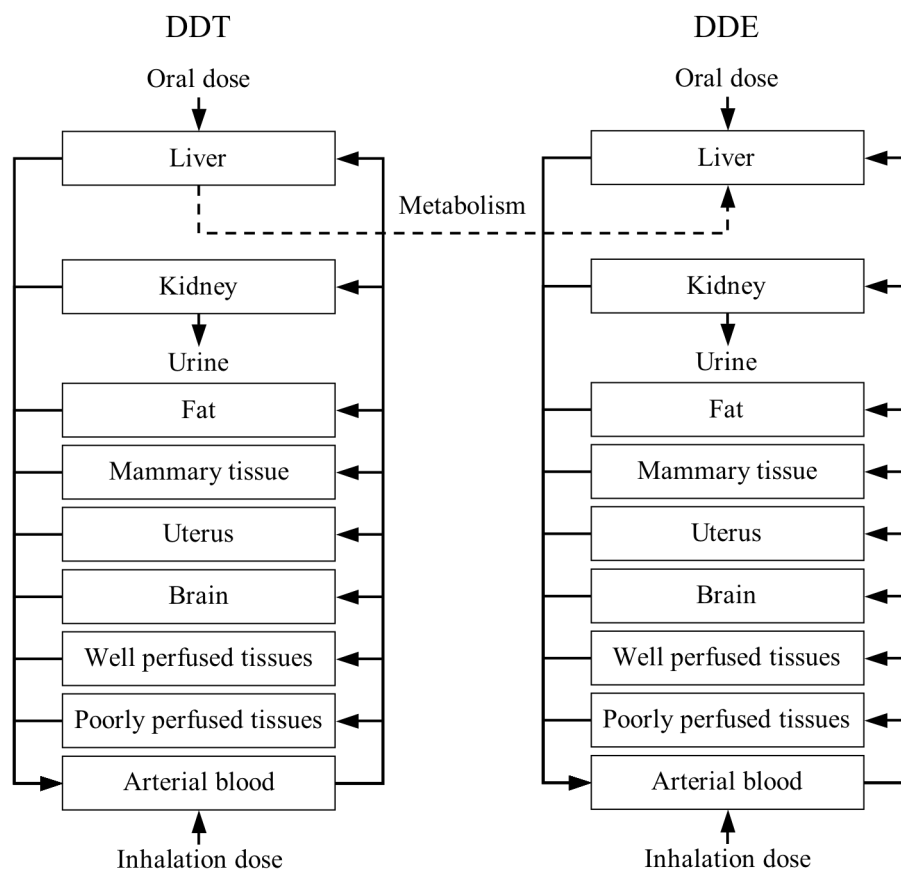 DDT
DDE
Oral dose
Oral dose
Liver
Liver
Metabolism
Kidney
Kidney
Urine
Urine
Fat
Fat
Mammary tissue
Mammary tissue
Uterus
Uterus
Brain
Brain
Well perfused tissues
Well perfused tissues
Poorly perfused tissues
Poorly perfused tissues
Arterial blood
Arterial blood
Inhalation dose
Inhalation dose